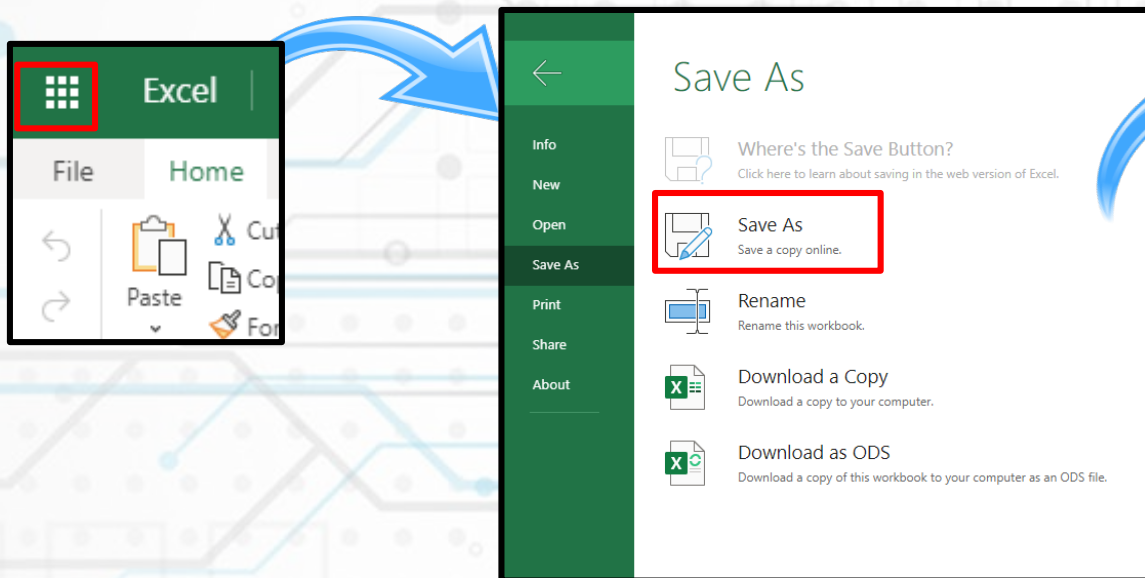 Excel
File Home
Cu
Co
Paste
For
Save As
Info
New
Open
Save As
Print
Share
About
Where's the Save Button?
Click here to learn about saving in the web version of Excel.
Save As
Save a copy online.
Rename
Rename this workbook.
Download a Copy
Download a copy to your computer.
Download as ODS
Download a copy of this workbook to your computer as an ODS file.